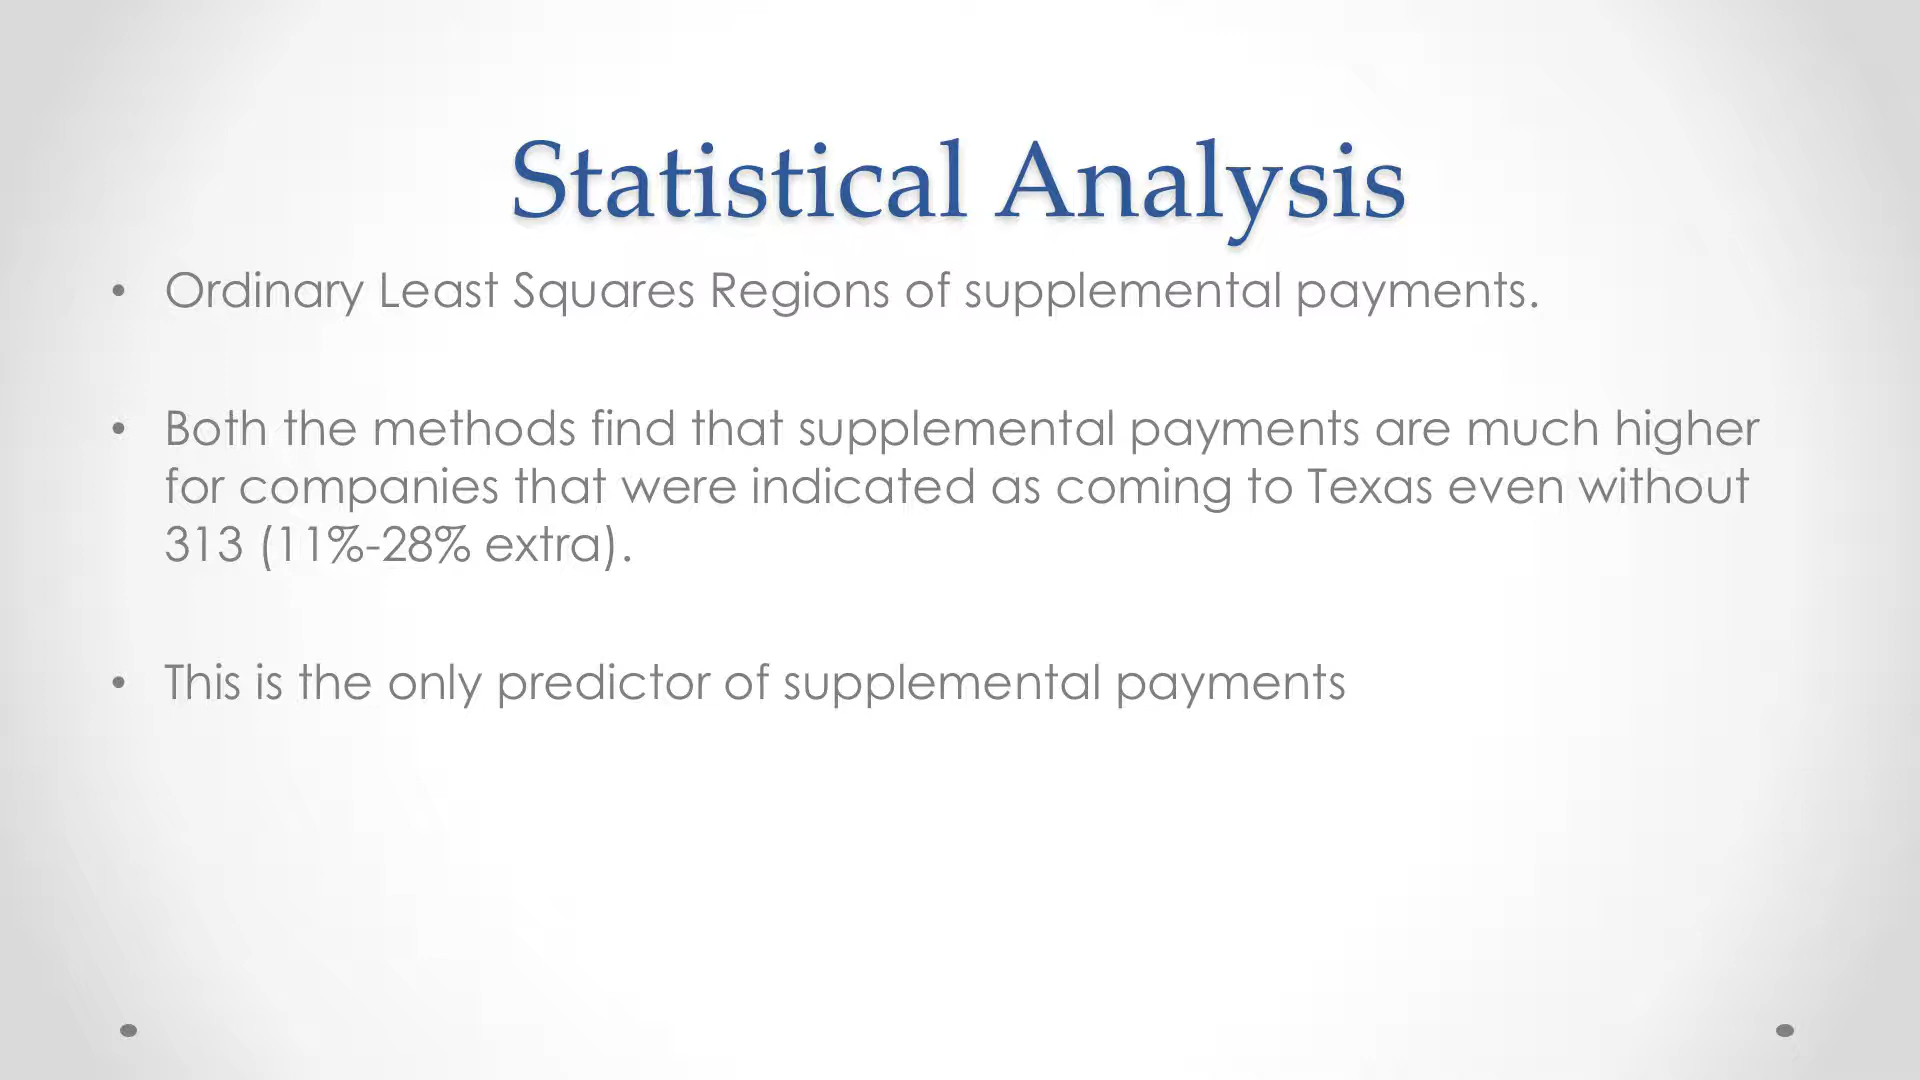 Statistical Analysis
• Ordinary Least Squares Regions of supplemental payments.
• Both the methods find that supplemental payments are much higher
for companies that were indicated as coming to Texas even without
313 (11%-28% extra).
• This is the only predictor of supplemental payments